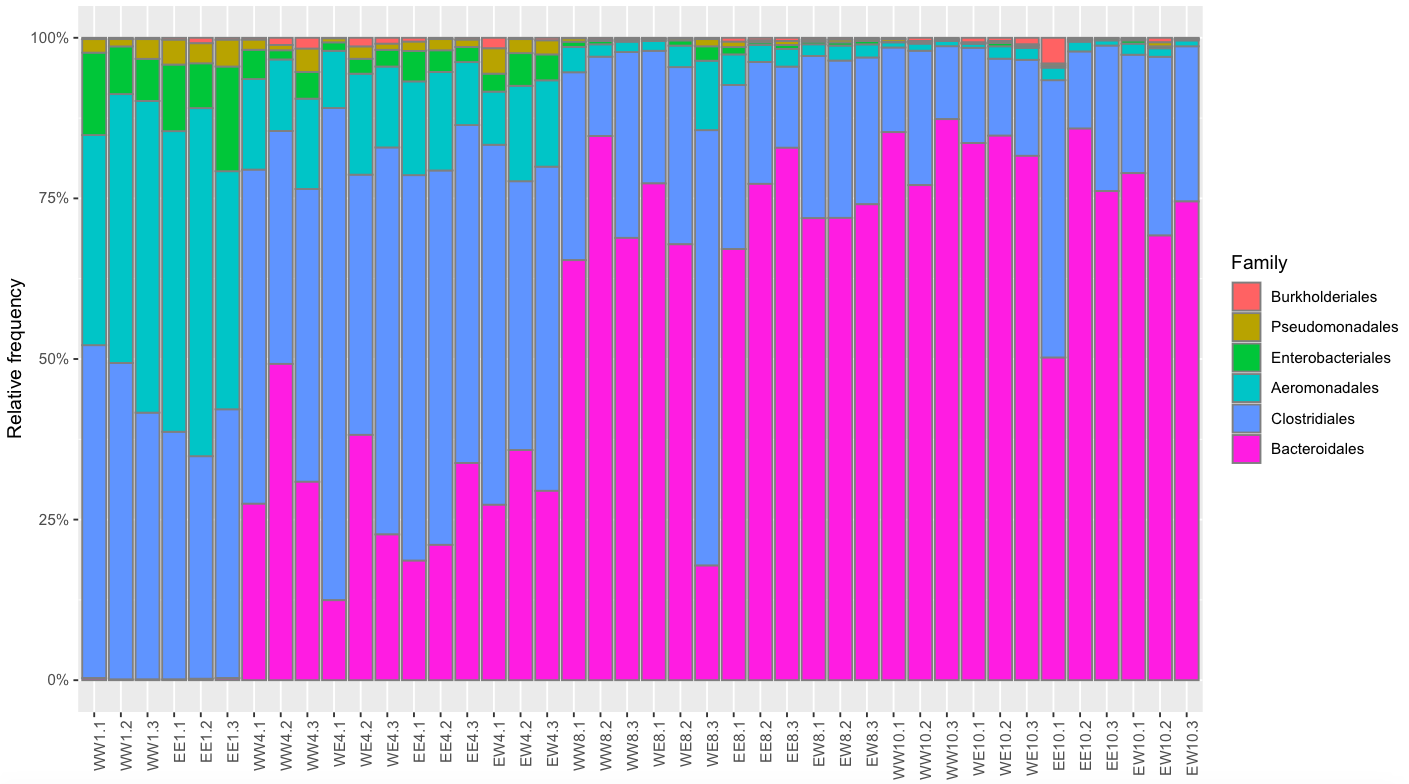 100%
75%
50%
25%
0%
Relative frequency
WW1.1
WW1.2
WW1.3
EE1.1
EE1.2
EE1.3
WW4.1
WW4.2
WW4.3
WE4.1
WE4.2
WE4.3
EE4.1
EE4.2
EE4.3
EW4.1
EW4.2
EW4.3
WW8.1
WW8.2
WW8.3
WE8.1
WE8.2
WE8.3
EE8.1
EE8.2
EE8.3
EW8.1
EW8.2
EW8.3
WW10.1
WW10.2
WW10.3
WE10.1
WE10.2
WE10.3
EE10.1
EE10.2
EE10.3
EW10.1
EW10.2
EW10.3
Family
Burkholderiales
Pseudomonadales
Enterobacteriales
Aeromonadales
Clostridiales
Bacteroidales